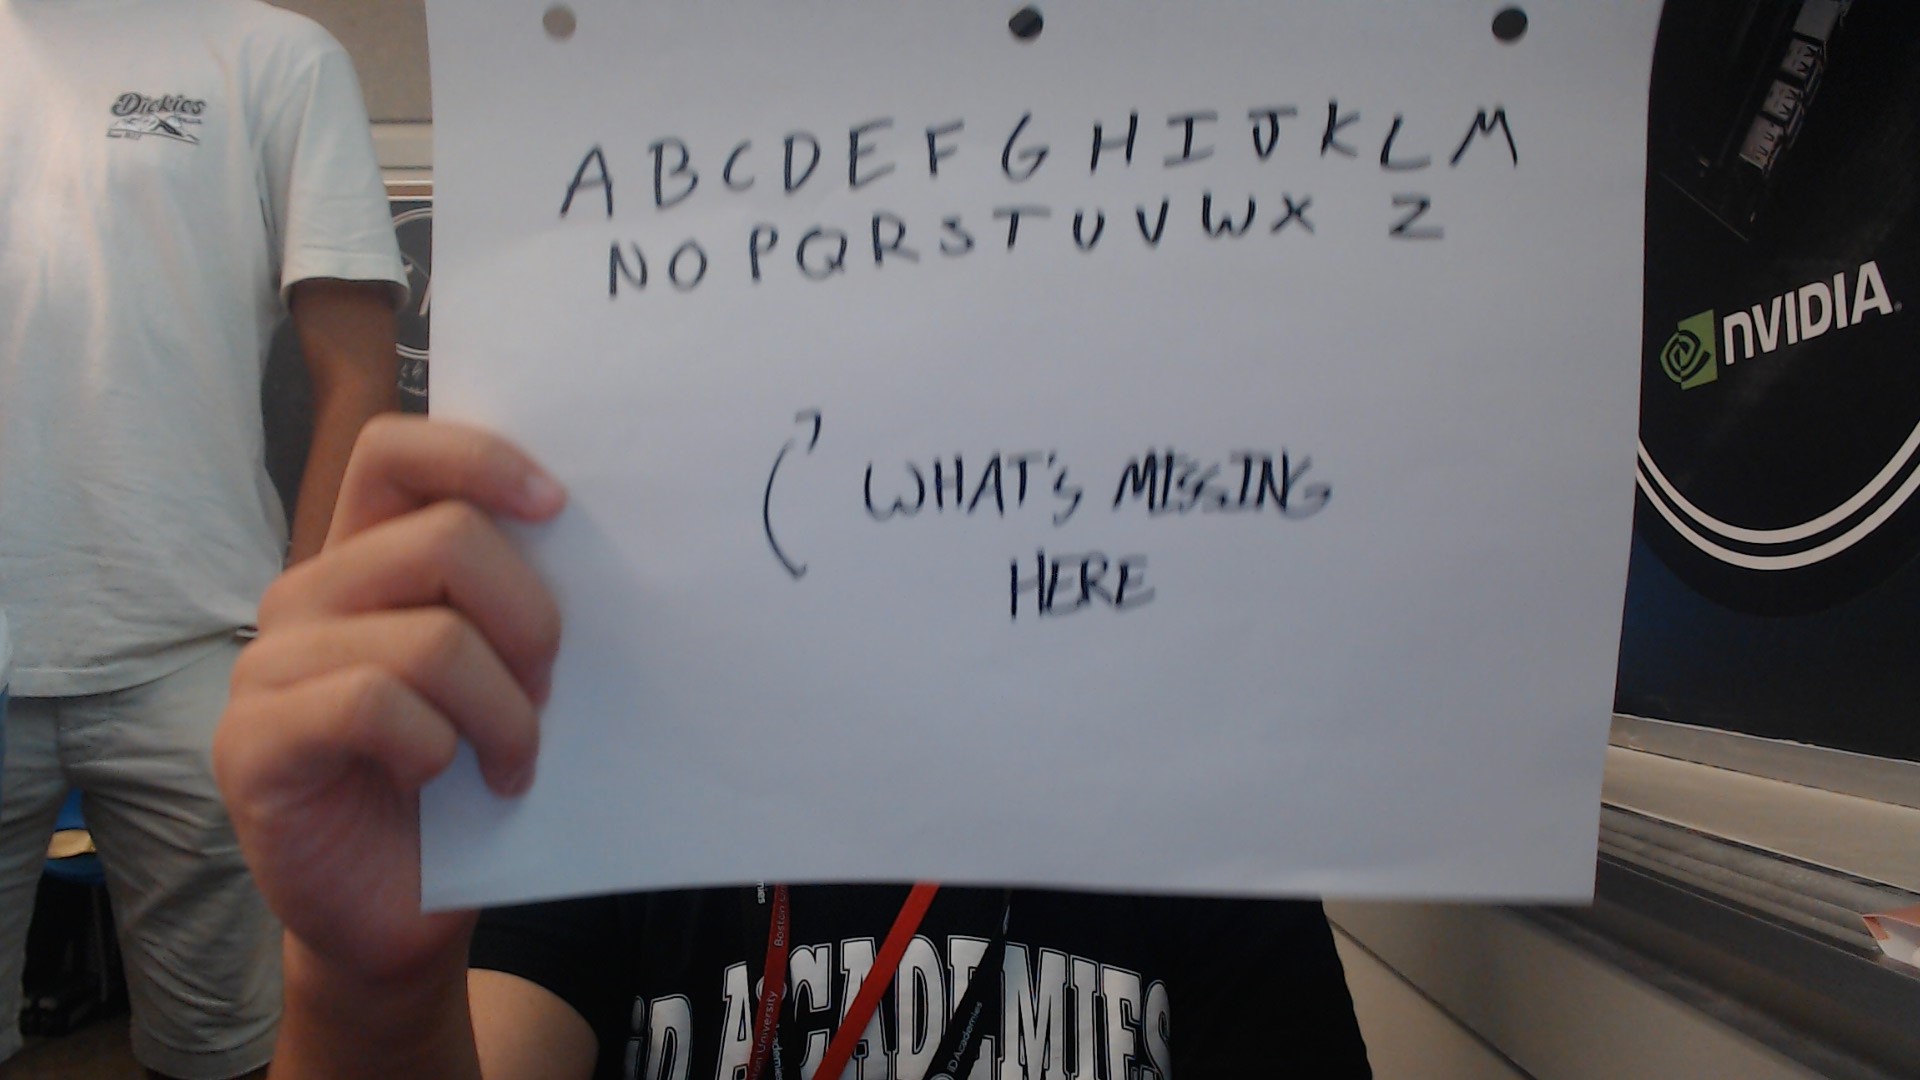 Dickies
A B C D E F G H I J K L M
N O P Q R S T U V W X Z
nVIDIA
WHAT'S MISSING
HERE
iD ACADEMIES
Boston University
iD Academies